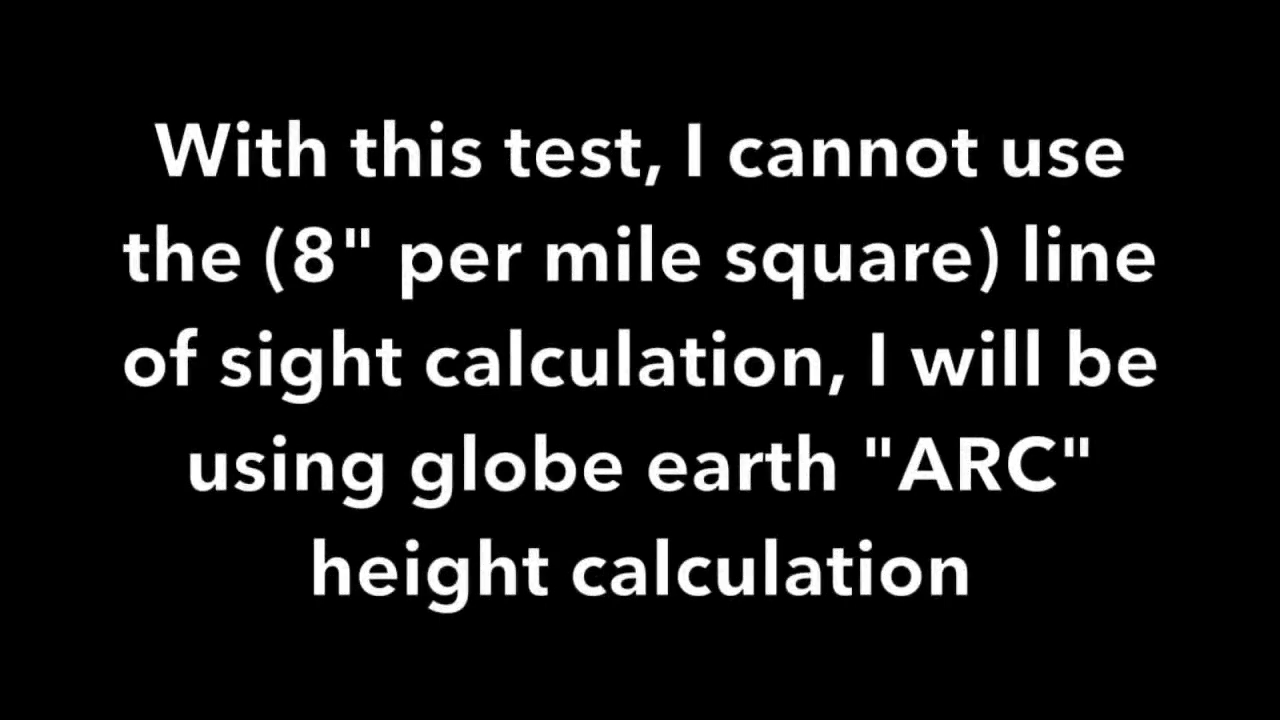 With this test, I cannot use
the (8" per mile square) line
of sight calculation, I will be
using globe earth "ARC"
height calculation